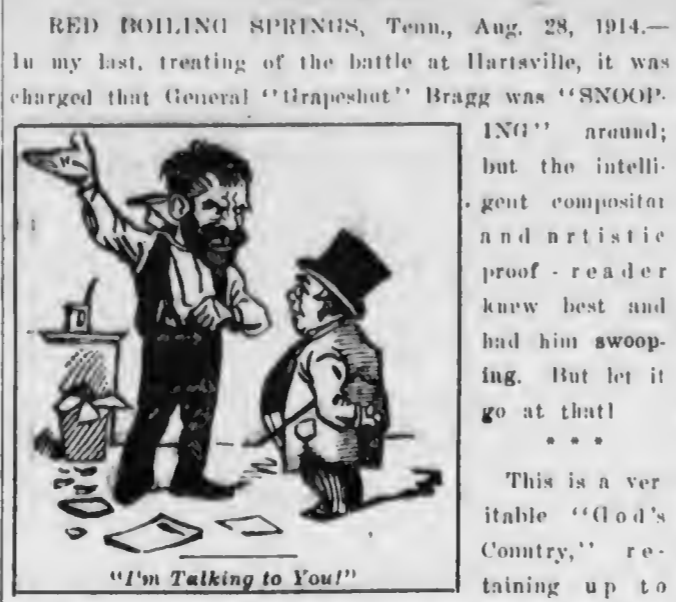 RED BOILING SPRINGS, Tenn., Aug. 28, 1914.—
In my last, treating of the battle at Hartsville, it was
charged that General "Grapeshot" Bragg was "SNOOP-
ING" around;
but the intelli-
gent compositor
and artistic
proof-reader
knew best and
had him swoop-
ing. But let it
go at that!
* * *
This is a ver
itable "God's
Country," re-
taining up to
"I'm Talking to You!"